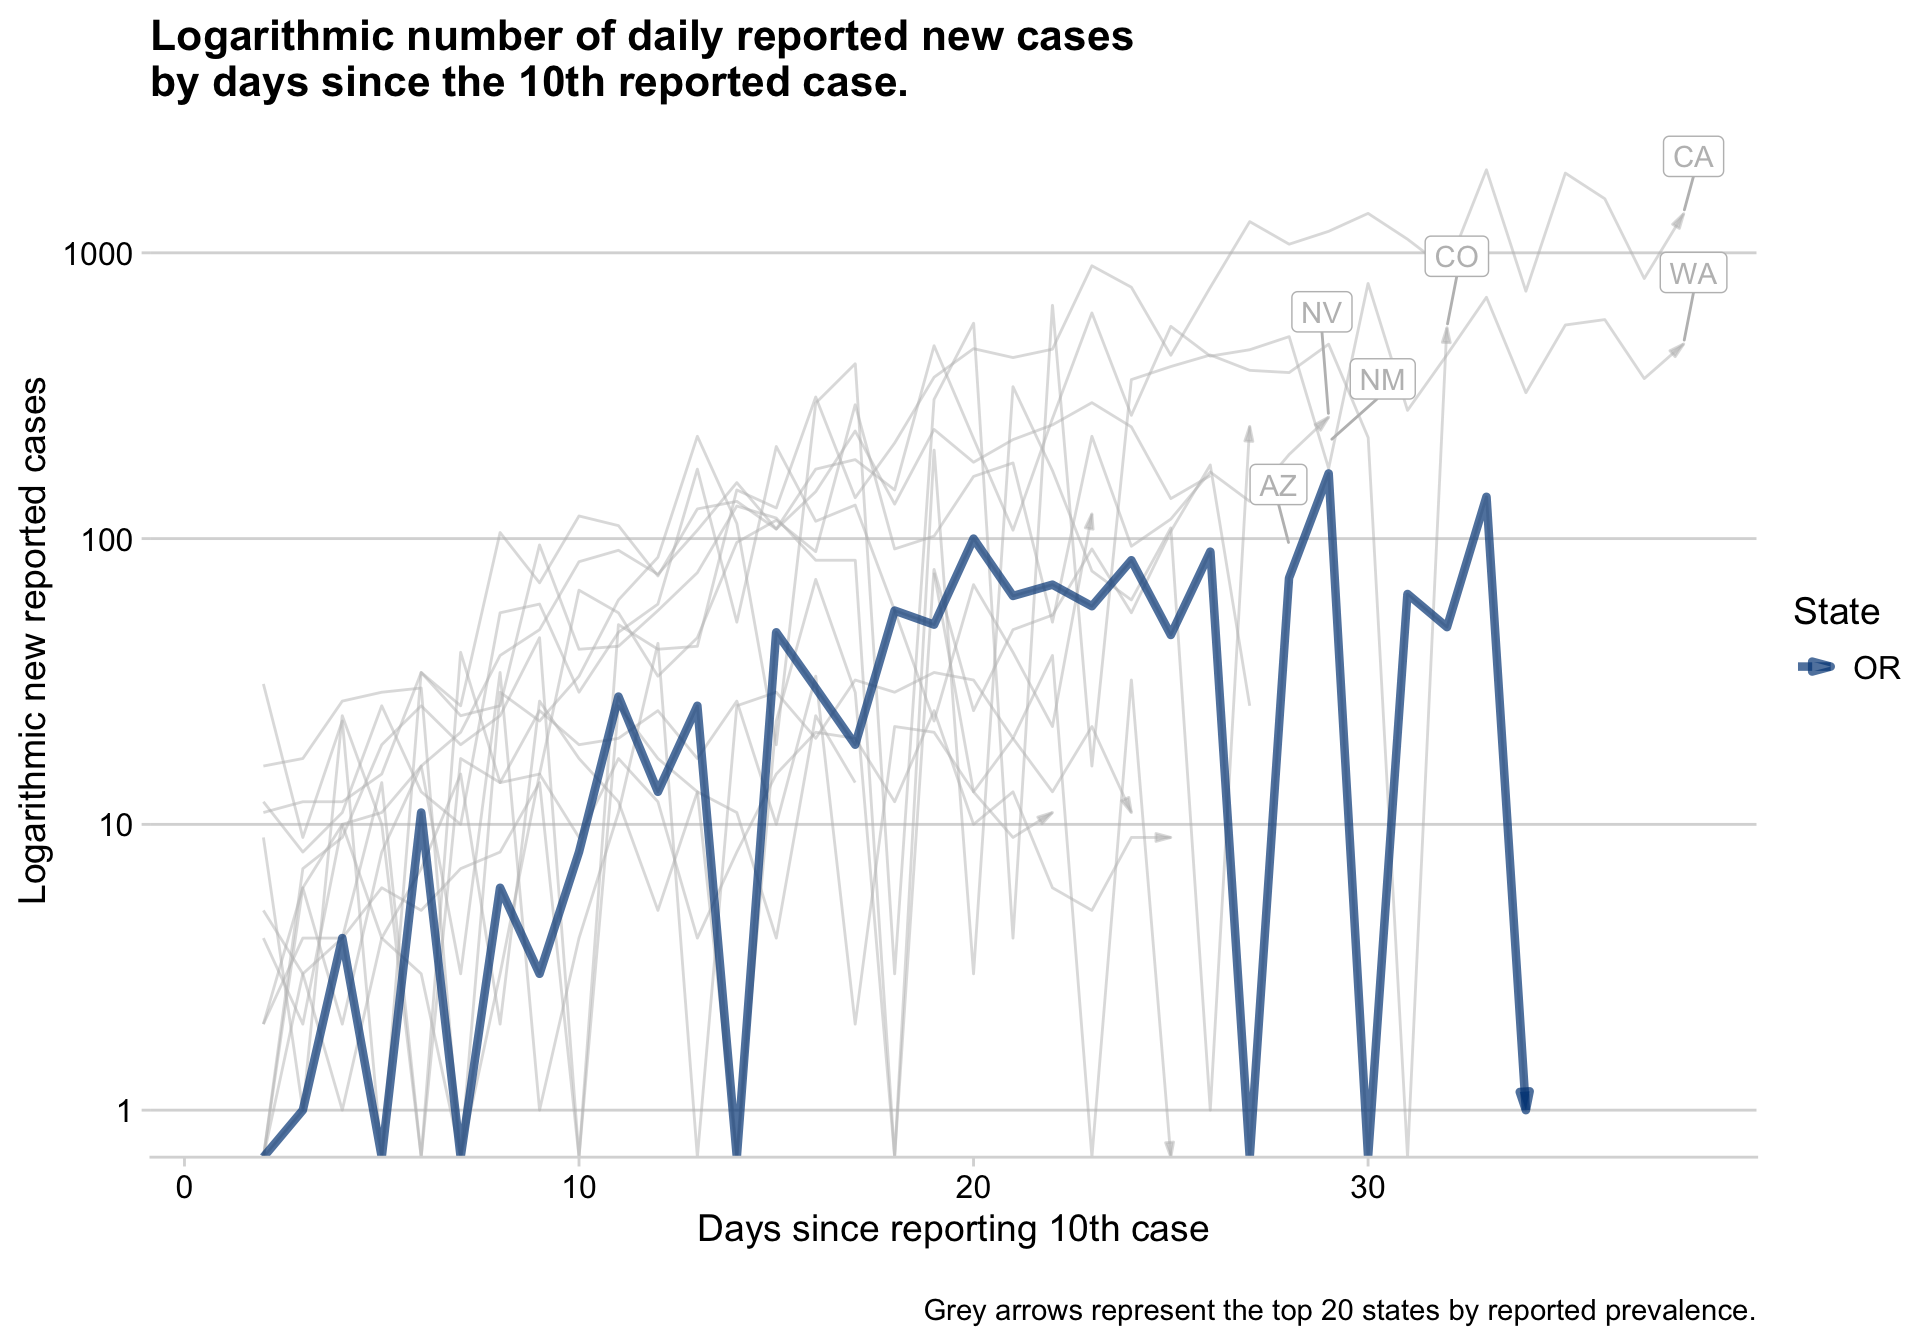 Logarithmic number of daily reported new cases
by days since the 10th reported case.
CA
1000
CO
WA
NV
NM
AZ
100
10
1
Logarithmic new reported cases
State
OR
0
10
20
30
Days since reporting 10th case
Grey arrows represent the top 20 states by reported prevalence.